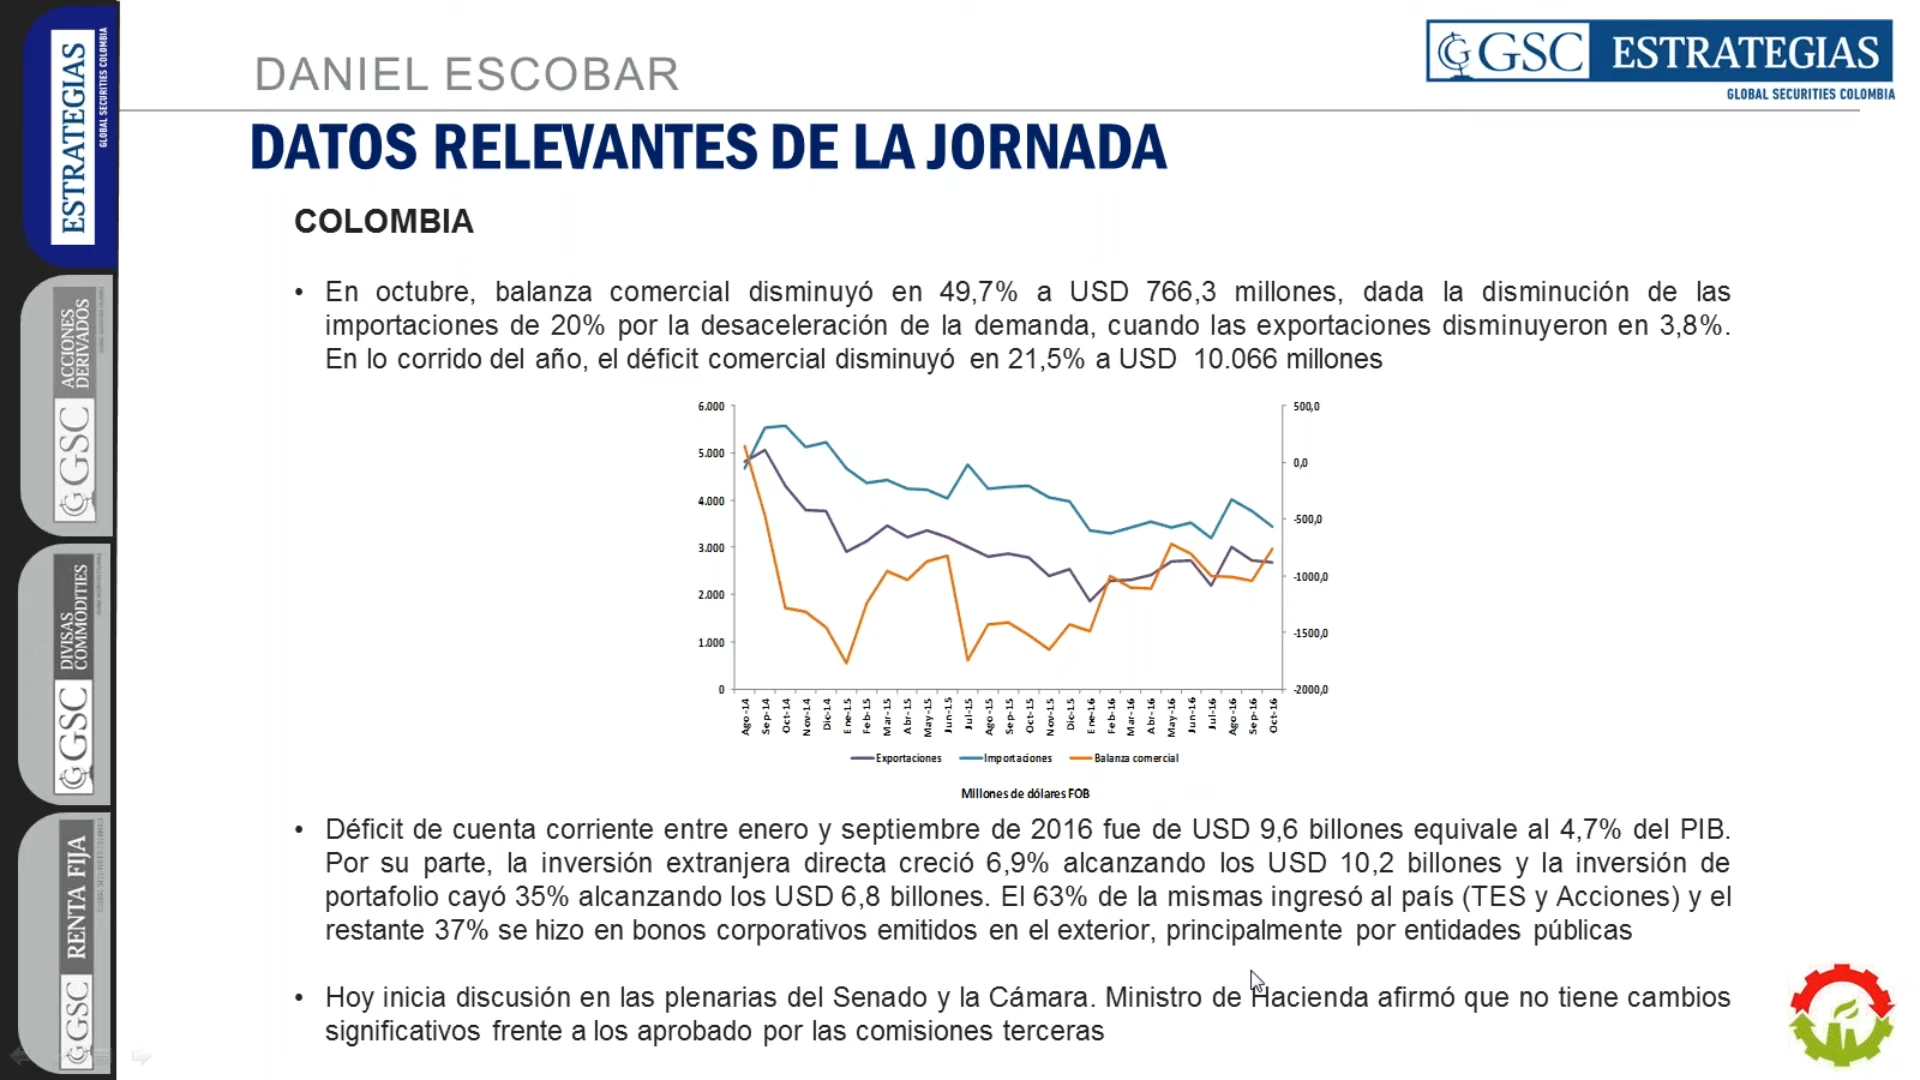 DANIEL ESCOBAR
GSC ESTRATEGIAS
GLOBAL SECURITIES COLOMBIA
DATOS RELEVANTES DE LA JORNADA
ESTRATEGIAS
GLOBAL SECURITIES COLOMBIA
GSC ACCIONES
DERIVADOS
GSC DIVISAS
COMMODITIES
GSC RENTA FIJA
COLOMBIA
• En octubre, balanza comercial disminuyó en 49,7% a USD 766,3 millones, dada la disminución de las
importaciones de 20% por la desaceleración de la demanda, cuando las exportaciones disminuyeron en 3,8%.
En lo corrido del año, el déficit comercial disminuyó en 21,5% a USD 10.066 millones
6.000
5.000
4.000
3.000
2.000
1.000
0
500,0
0,0
-500,0
-1000,0
-1500,0
-2000,0
Ago-14 Sep-14 Oct-14 Nov-14 Dic-14 Ene-15 Feb-15 Mar-15 Abr-15 May-15 Jun-15 Jul-15 Ago-15 Sep-15 Oct-15 Nov-15 Dic-15 Ene-16 Feb-16 Mar-16 Abr-16 May-16 Jun-16 Jul-16 Ago-16 Sep-16 Oct-16
Exportaciones Importaciones Balanza comercial
Millones de dólares FOB
• Déficit de cuenta corriente entre enero y septiembre de 2016 fue de USD 9,6 billones equivale al 4,7% del PIB.
Por su parte, la inversión extranjera directa creció 6,9% alcanzando los USD 10,2 billones y la inversión de
portafolio cayó 35% alcanzando los USD 6,8 billones. El 63% de la mismas ingresó al país (TES y Acciones) y el
restante 37% se hizo en bonos corporativos emitidos en el exterior, principalmente por entidades públicas
• Hoy inicia discusión en las plenarias del Senado y la Cámara. Ministro de Hacienda afirmó que no tiene cambios
significativos frente a los aprobado por las comisiones terceras